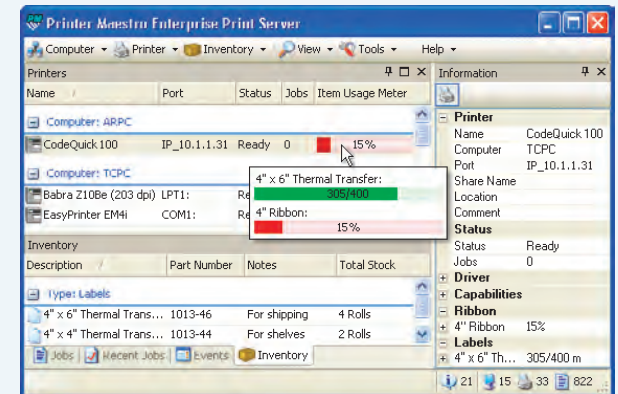 Printer Maestro Enterprise Print Server
Computer Printer Inventory View Tools Help
Printers
Name Port Status Jobs Item Usage Meter
Computer: ARPC
CodeQuick 100 IP_10.1.1.31 Ready 0 15%
Computer: TCPC
Babra Z10Be (203 dpi) LPT1: Re
EasyPrinter EM4i COM1: Re
4" x 6" Thermal Transfer:
305/400
4" Ribbon:
15%
Inventory
Description Part Number Notes Total Stock
Type: Labels
4" x 6" Thermal Trans... 1013-46 For shipping 4 Rolls
4" x 4" Thermal Trans... 1013-44 For shelves 2 Rolls
Jobs Recent Jobs Events Inventory
Information
Printer
Name CodeQuick 100
Computer TCPC
Port IP_10.1.1.31
Share Name
Location
Comment
Status
Status Ready
Jobs 0
Driver
Capabilities
Ribbon
4" Ribbon 15%
Labels
4" x 6" Th... 305/400 m
21 15 33 822